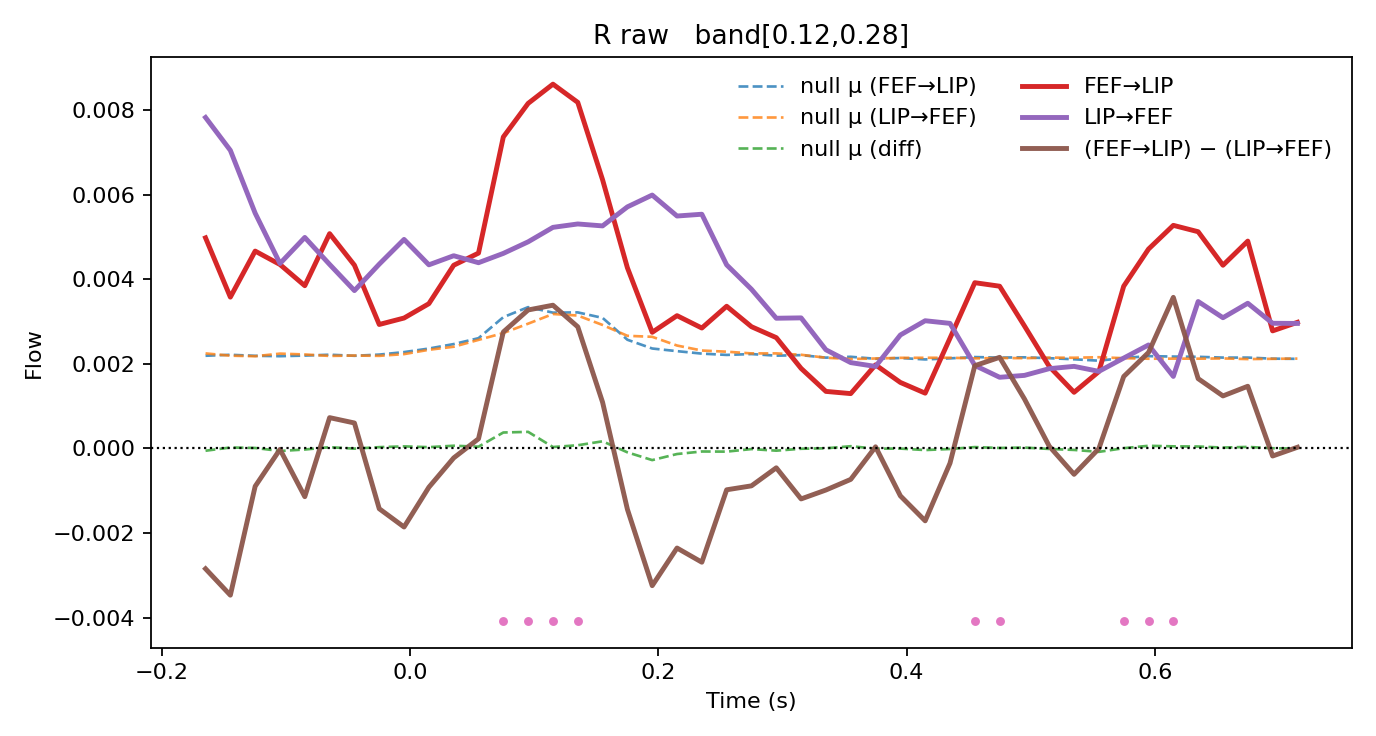 R raw   band[0.12,0.28]
null μ (FEF→LIP)
null μ (LIP→FEF)
null μ (diff)
FEF→LIP
LIP→FEF
(FEF→LIP) − (LIP→FEF)
Flow
0.008
0.006
0.004
0.002
0.000
−0.002
−0.004
−0.2
0.0
0.2
0.4
0.6
Time (s)